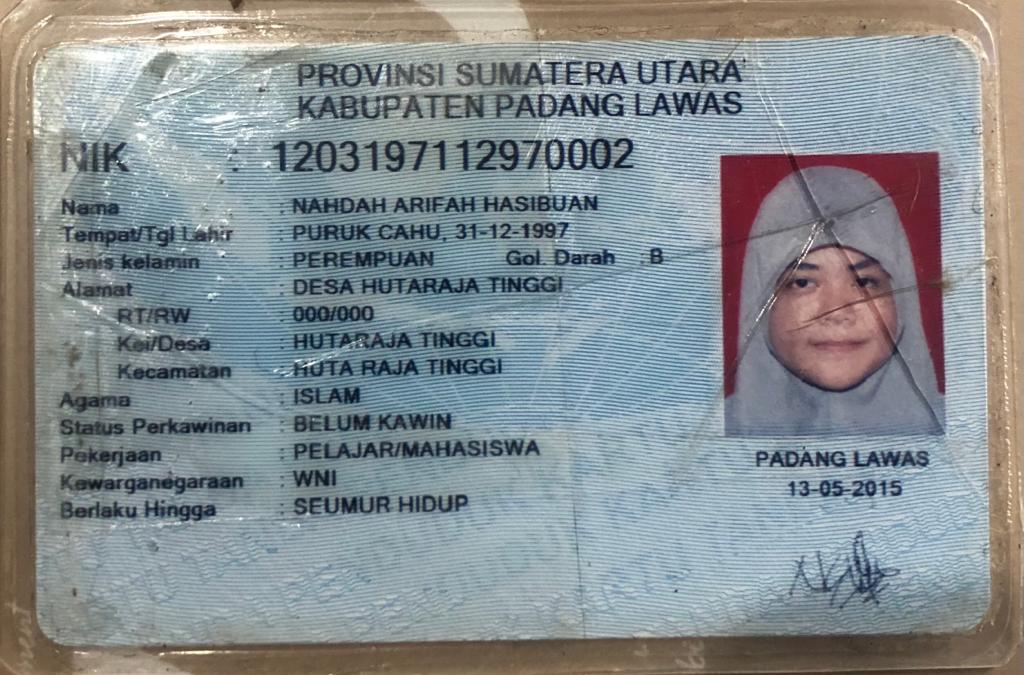 PROVINSI SUMATERA UTARA
KABUPATEN PADANG LAWAS
NIK : 1203197112970002
Nama : NAHDAH ARIFAH HASIBUAN
Tempat/Tgl Lahir : PURUK CAHU, 31-12-1997
Jenis kelamin : PEREMPUAN Gol. Darah : B
Alamat : DESA HUTARAJA TINGGI
RT/RW : 000/000
Kel/Desa : HUTARAJA TINGGI
Kecamatan : HUTA RAJA TINGGI
Agama : ISLAM
Status Perkawinan : BELUM KAWIN
Pekerjaan : PELAJAR/MAHASISWA
Kewarganegaraan : WNI
Berlaku Hingga : SEUMUR HIDUP
PADANG LAWAS
13-05-2015